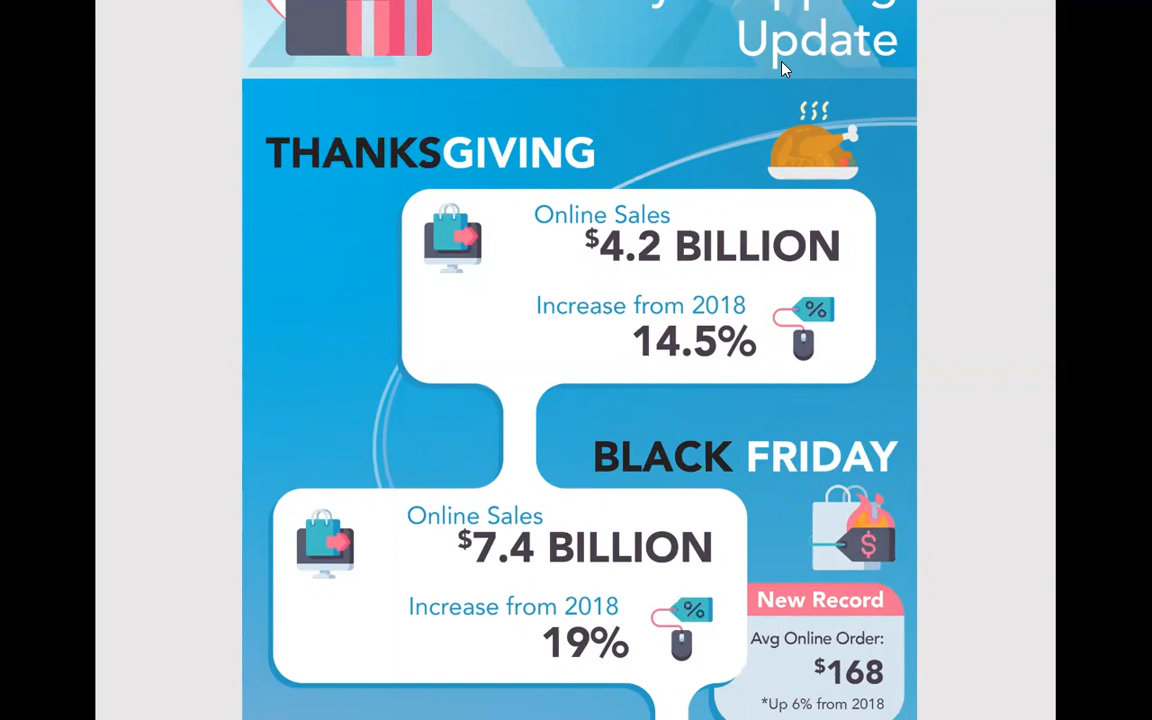 Update
THANKSGIVING
Online Sales
$4.2 BILLION
Increase from 2018
%
14.5%
BLACK FRIDAY
Online Sales
$7.4 BILLION
$
Increase from 2018
%
19%
New Record
Avg Online Order:
$168
*Up 6% from 2018